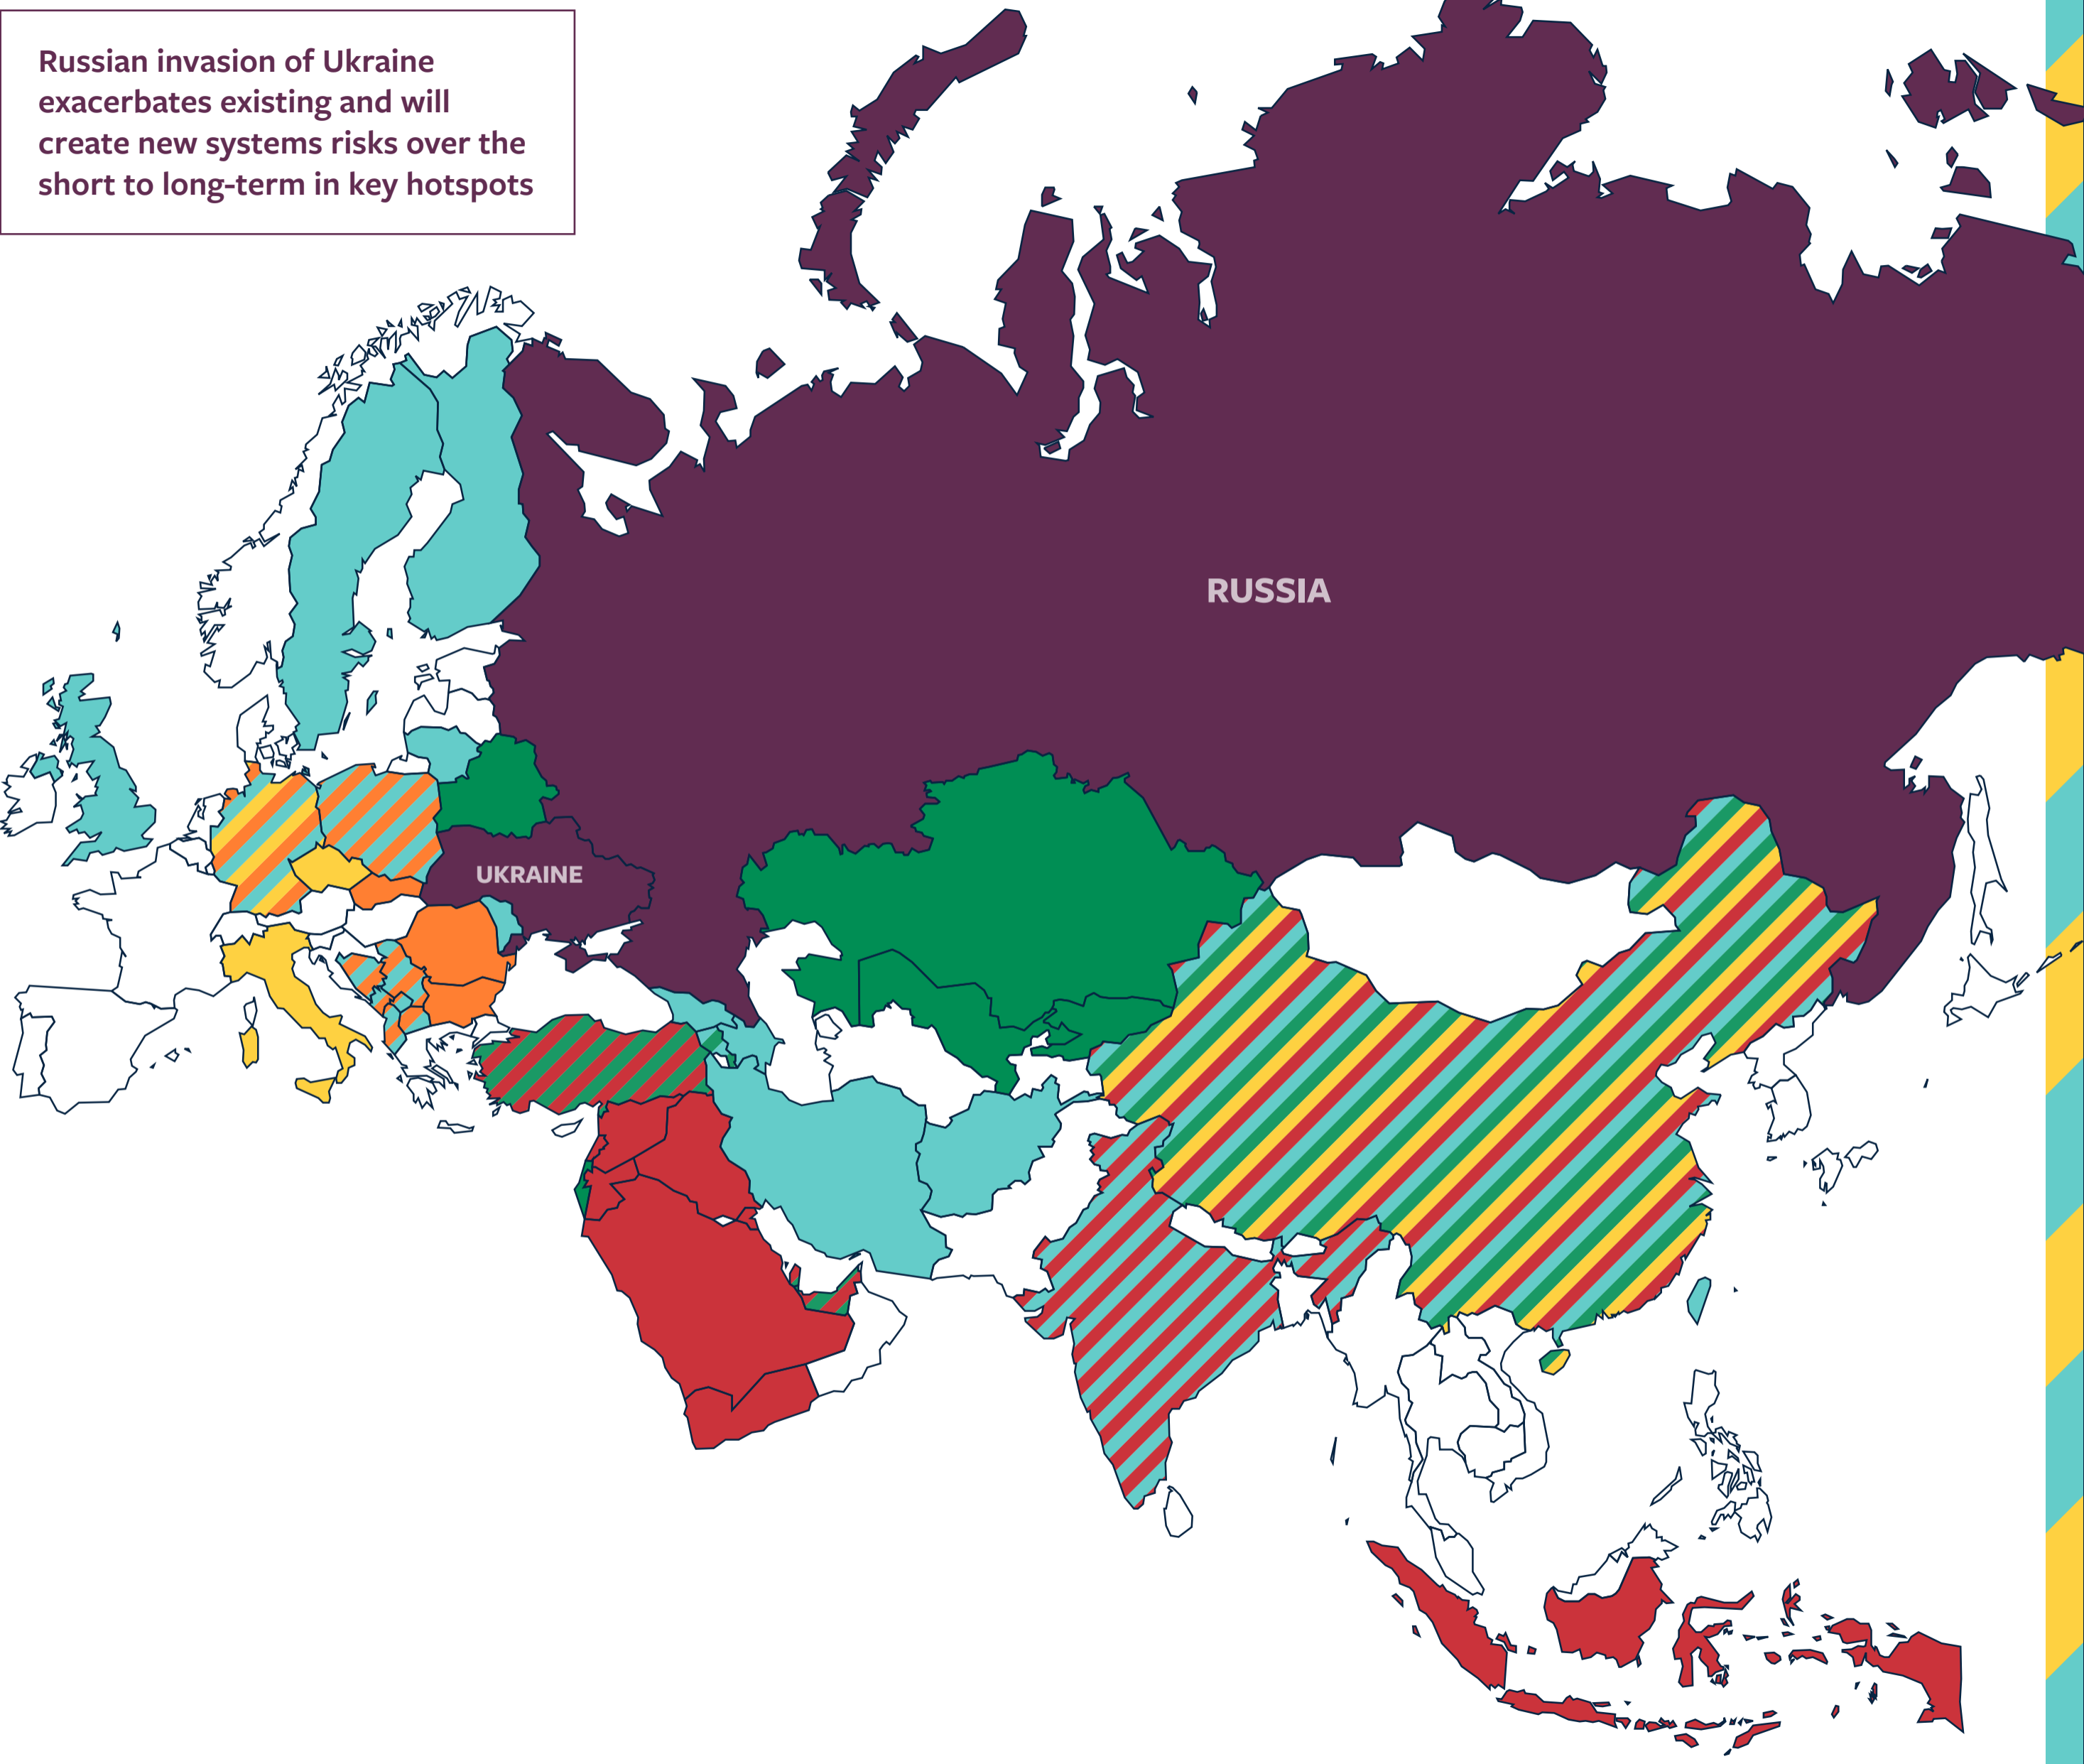 Russian invasion of Ukraine
exacerbates existing and will
create new systems risks over the
short to long-term in key hotspots
RUSSIA
UKRAINE